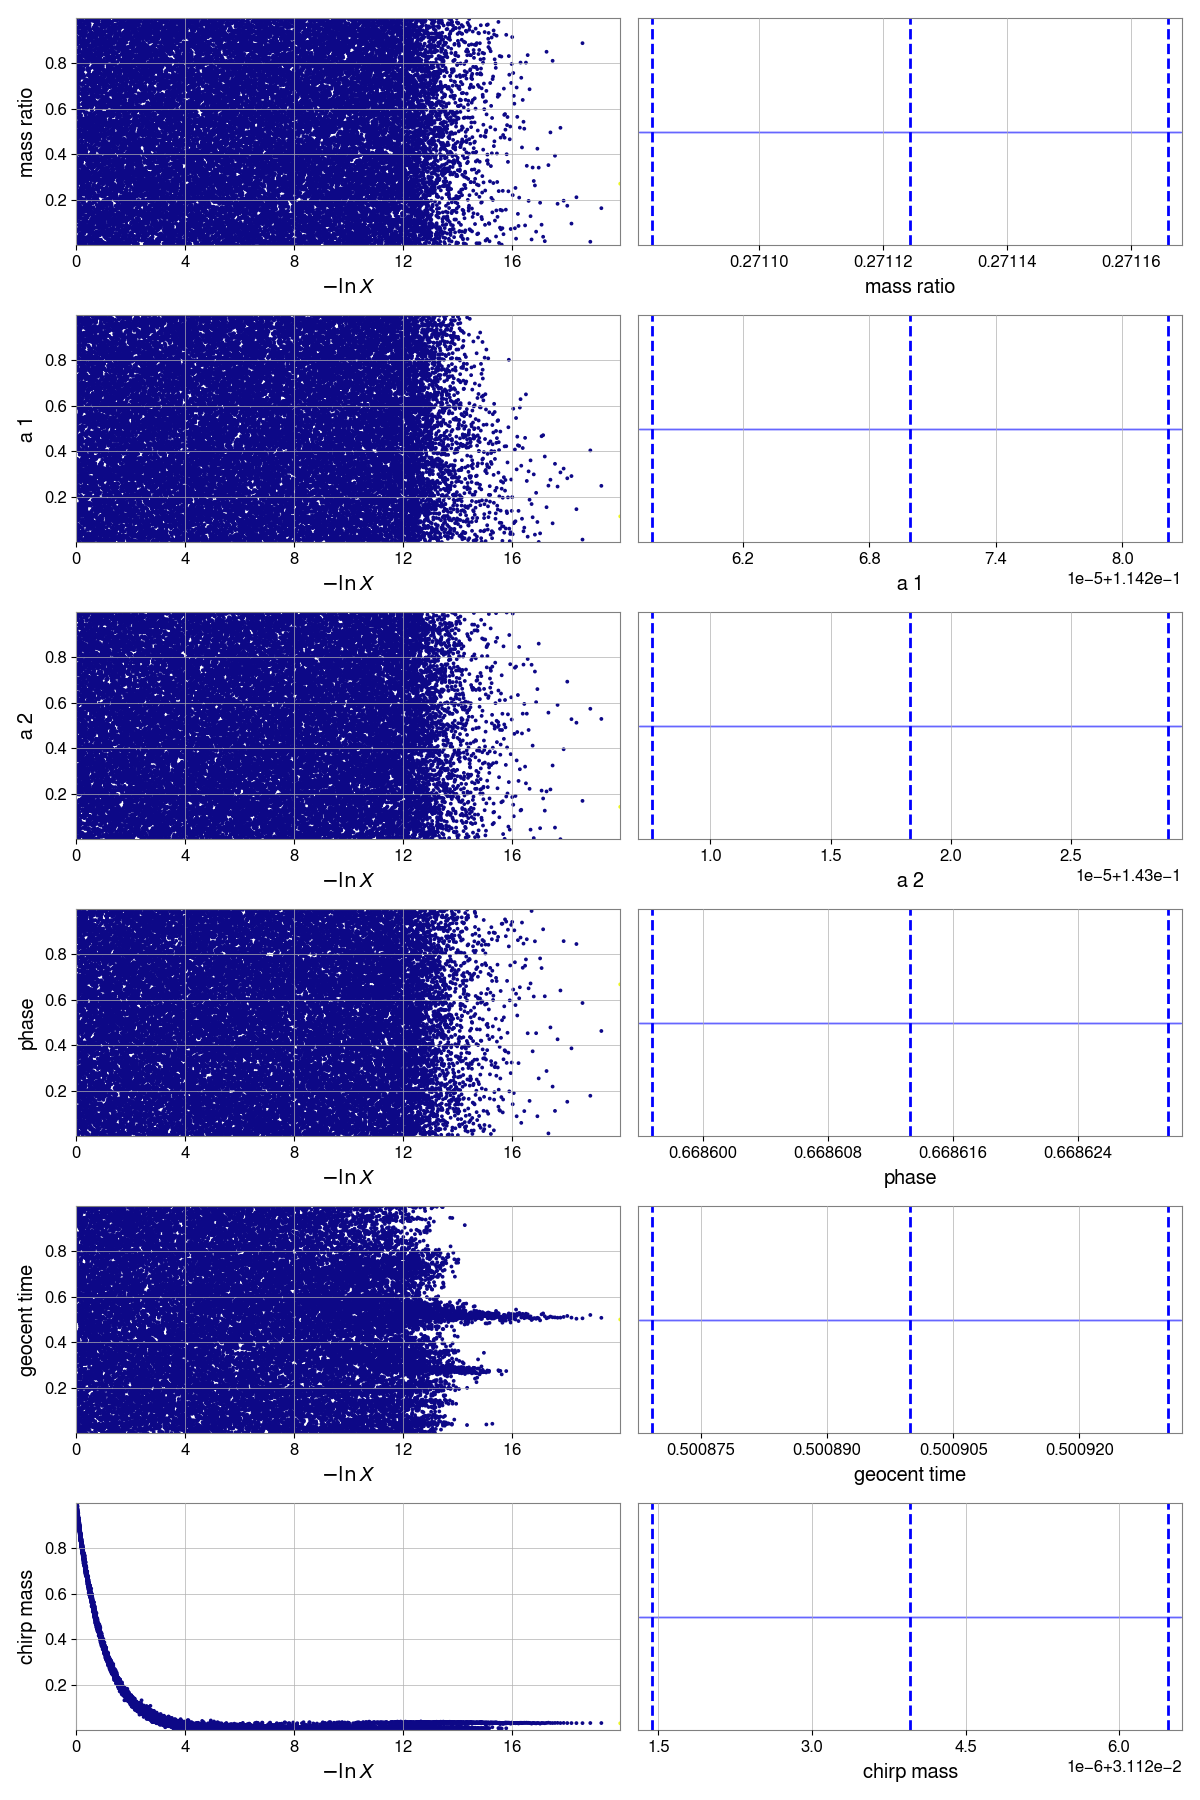 mass ratio
0.8
0.6
0.4
0.2
0 4 8 12 16
−ln X
0.27110 0.27112 0.27114 0.27116
mass ratio
a 1
0.8
0.6
0.4
0.2
0 4 8 12 16
−ln X
6.2 6.8 7.4 8.0
1e−5+1.142e−1
a 1
a 2
0.8
0.6
0.4
0.2
0 4 8 12 16
−ln X
1.0 1.5 2.0 2.5
1e−5+1.43e−1
a 2
phase
0.8
0.6
0.4
0.2
0 4 8 12 16
−ln X
0.668600 0.668608 0.668616 0.668624
phase
geocent time
0.8
0.6
0.4
0.2
0 4 8 12 16
−ln X
0.500875 0.500890 0.500905 0.500920
geocent time
chirp mass
0.8
0.6
0.4
0.2
0 4 8 12 16
−ln X
1.5 3.0 4.5 6.0
1e−6+3.112e−2
chirp mass